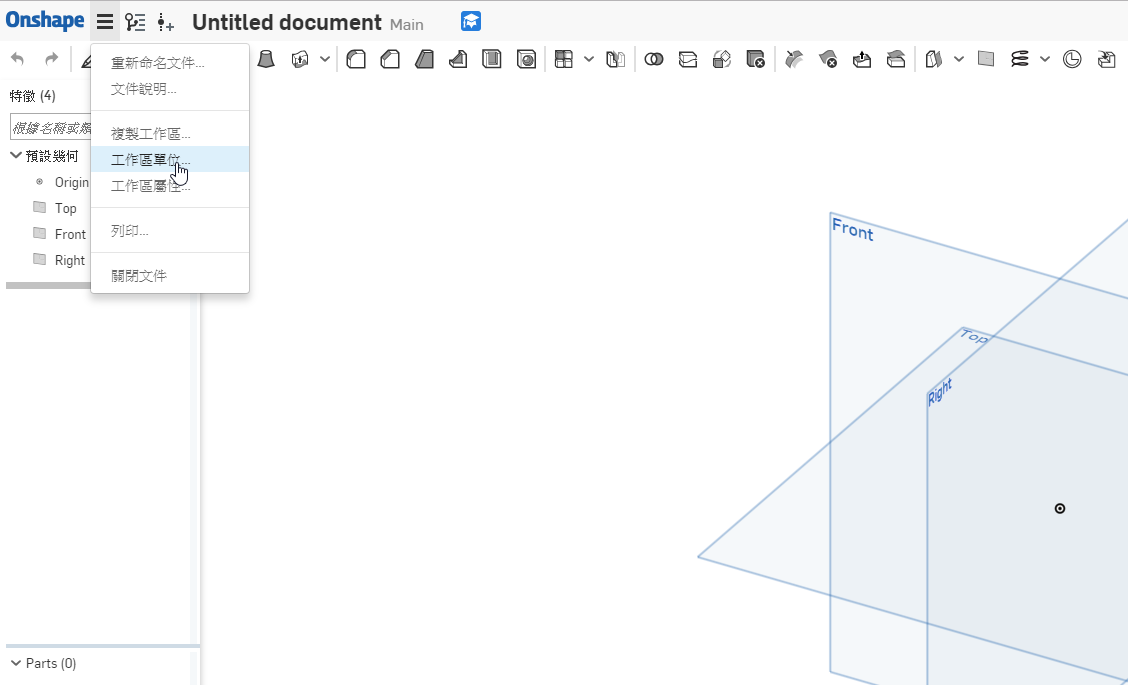 Onshape
Untitled document Main
重新命名文件...
文件說明...
複製工作區...
工作區單位...
工作區屬性...
列印...
關閉文件
特徵 (4)
根據名稱或
預設幾何
Origin
Top
Front
Right
Parts (0)
Front
Top
Right